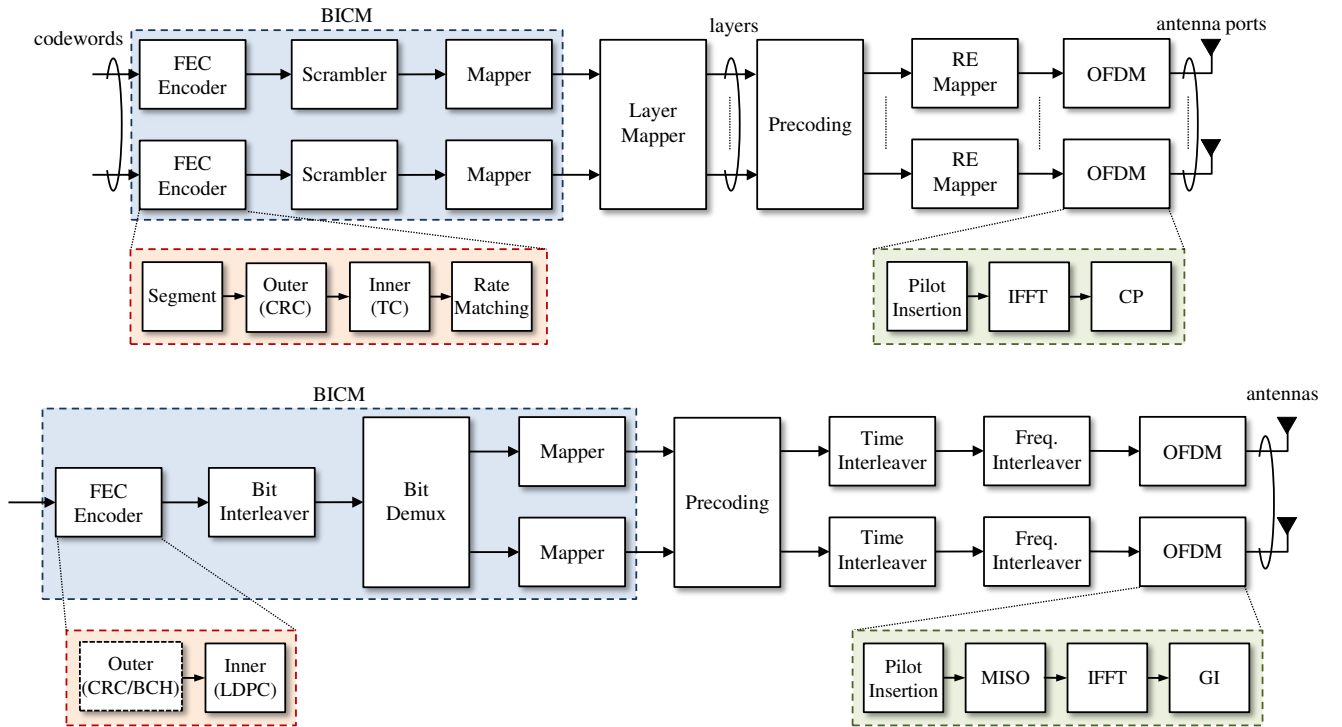 BICM
codewords
layers
antenna ports
FEC
Encoder
Scrambler
Mapper
Layer
Mapper
Precoding
RE
Mapper
OFDM
FEC
Encoder
Scrambler
Mapper
RE
Mapper
OFDM
Segment
Outer
(CRC)
Inner
(TC)
Rate
Matching
Pilot
Insertion
IFFT
CP
BICM
antennas
FEC
Encoder
Bit
Interleaver
Bit
Demux
Mapper
Mapper
Precoding
Time
Interleaver
Freq.
Interleaver
OFDM
Time
Interleaver
Freq.
Interleaver
OFDM
Outer
(CRC/BCH)
Inner
(LDPC)
Pilot
Insertion
MISO
IFFT
GI